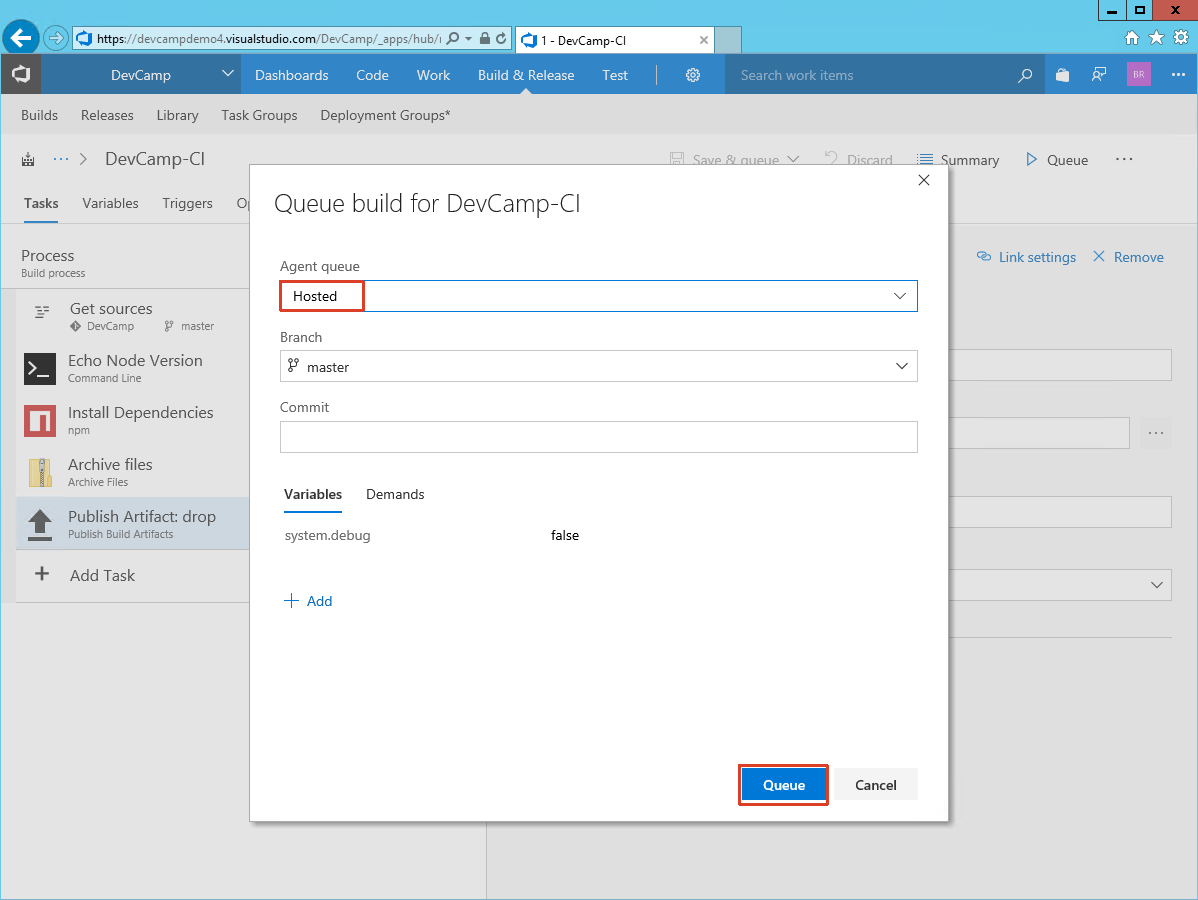 https://devcampdemo4.visualstudio.com/DevCamp/_apps/hub/
1 - DevCamp-CI
DevCamp
Dashboards
Code
Work
Build & Release
Test
Search work items
BR
Builds
Releases
Library
Task Groups
Deployment Groups*
DevCamp-CI
Save & queue
Discard
Summary
Queue
Tasks
Variables
Triggers
Process
Build process
Link settings
Remove
Get sources
DevCamp
master
Echo Node Version
Command Line
Install Dependencies
npm
Archive files
Archive Files
Publish Artifact: drop
Publish Build Artifacts
Add Task
Queue build for DevCamp-CI
Agent queue
Hosted
Branch
master
Commit
Variables
Demands
system.debug
false
Add
Queue
Cancel